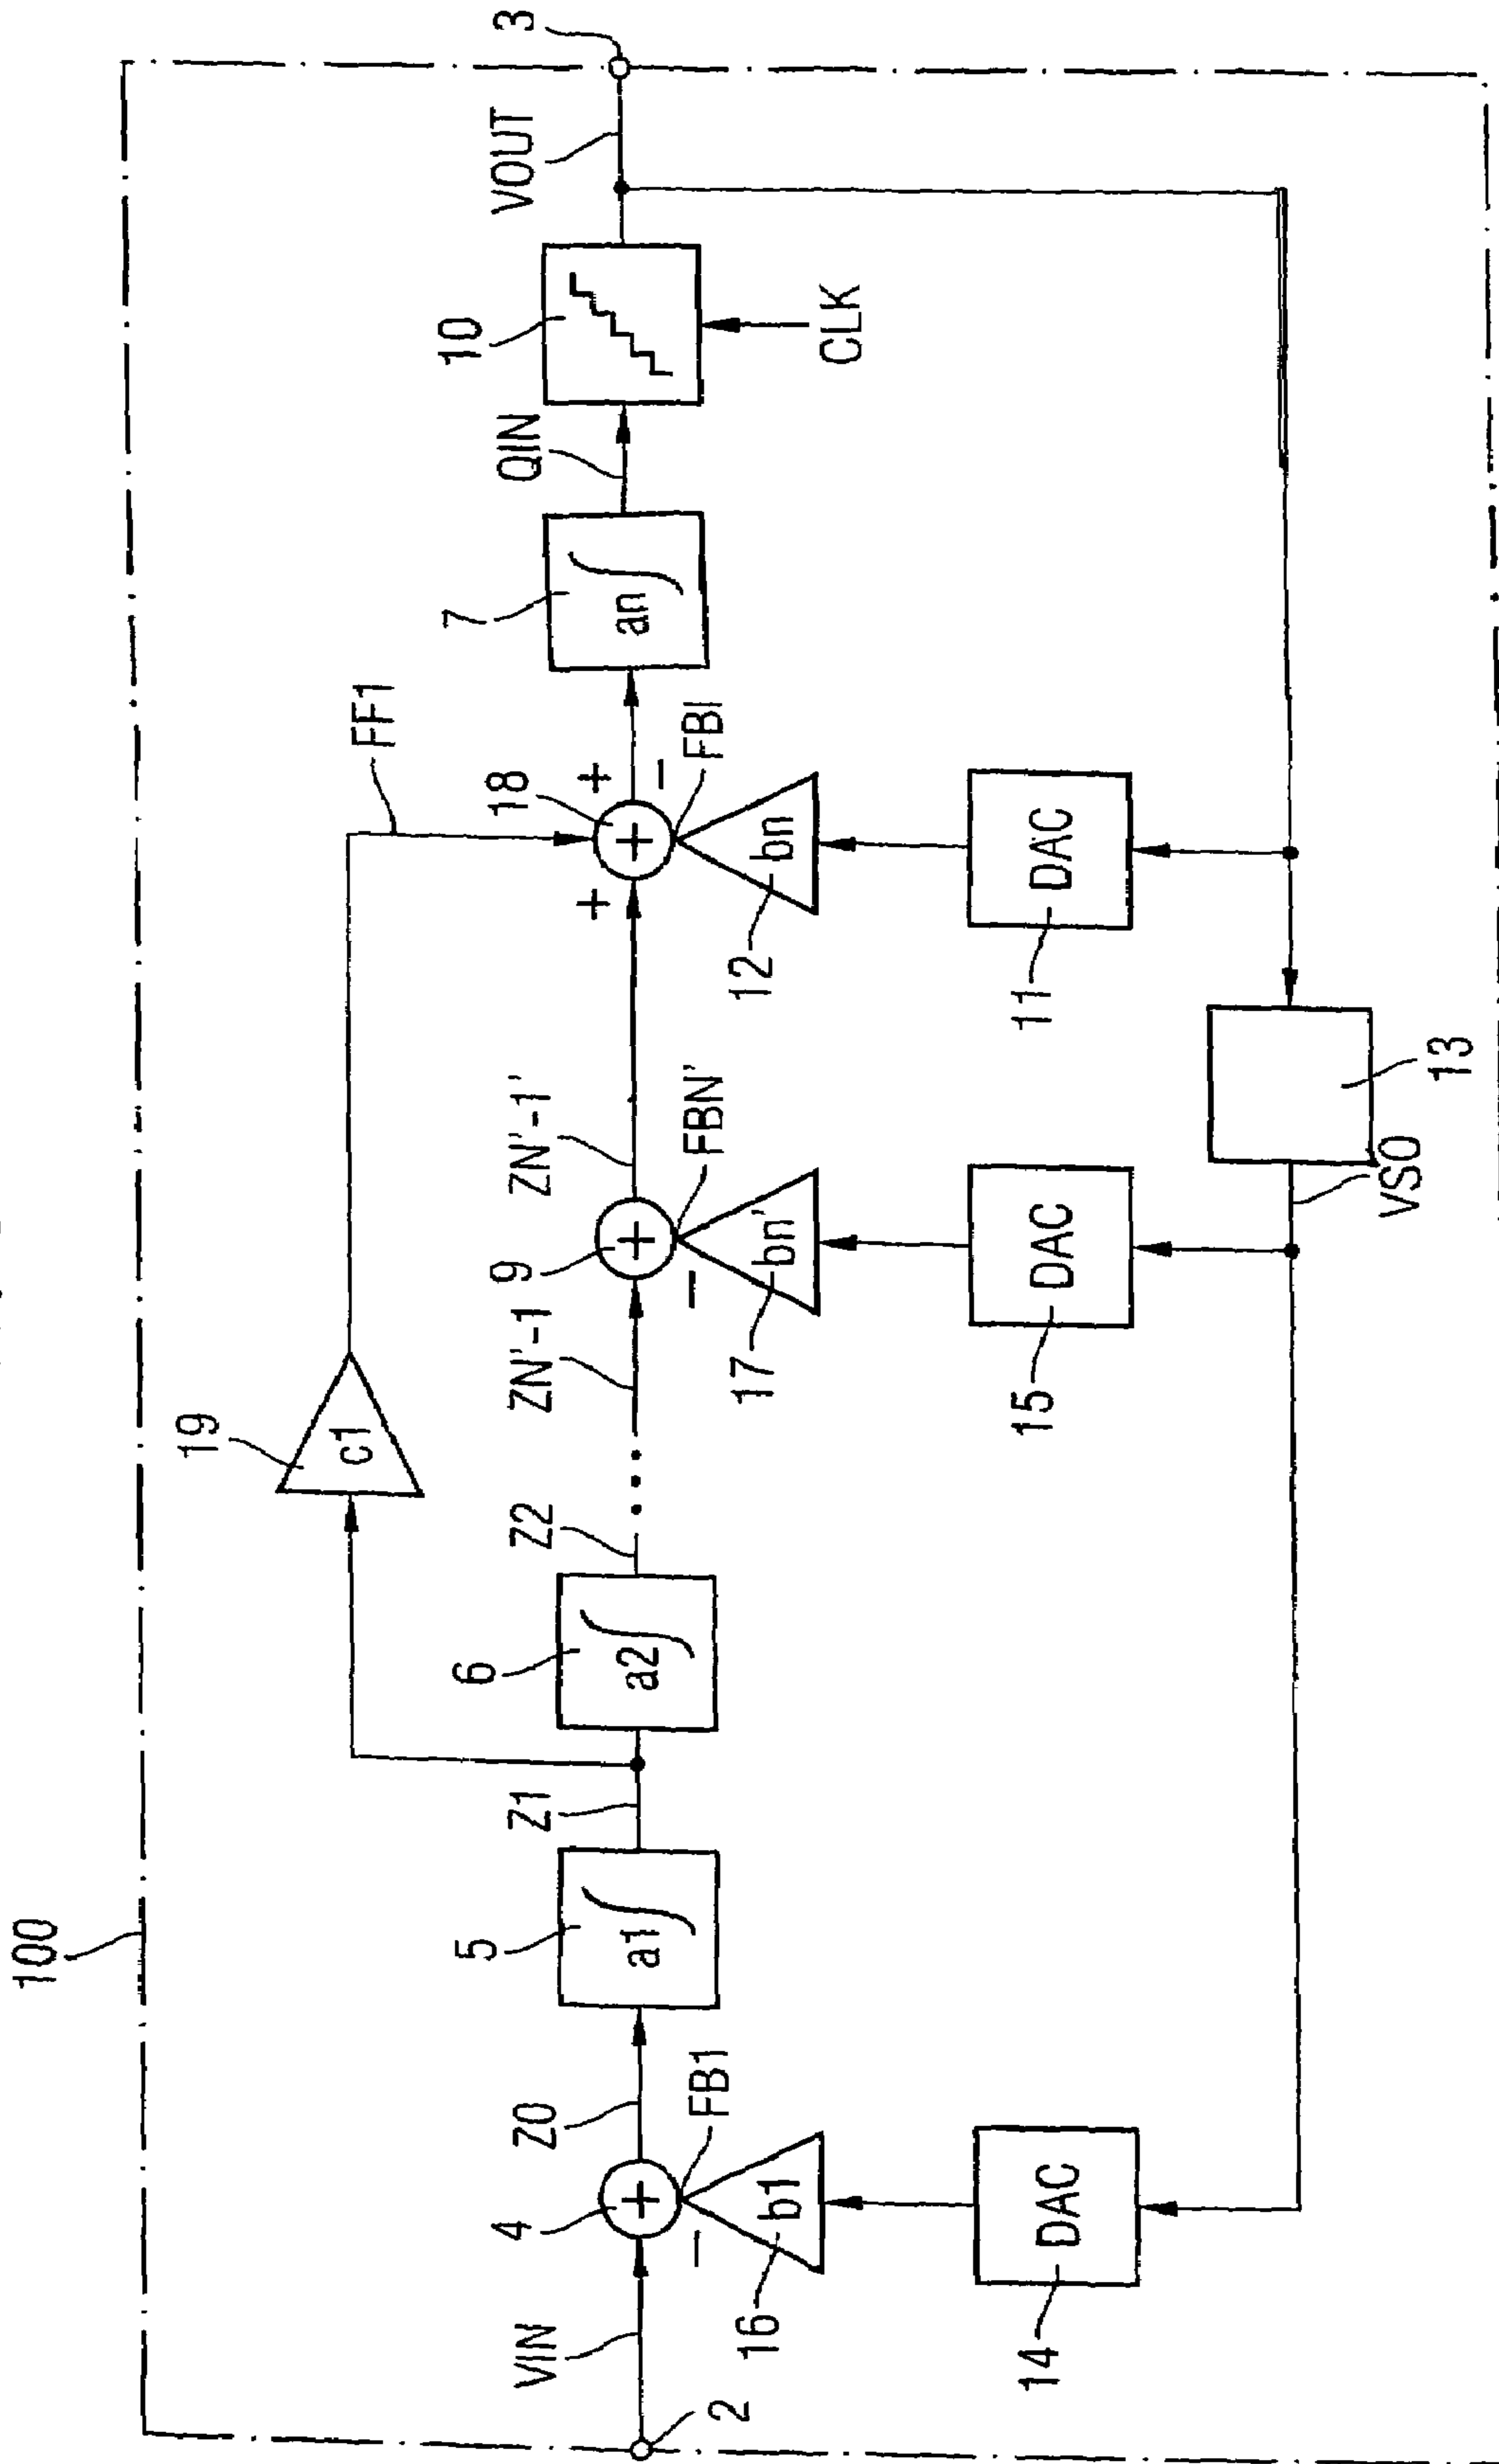 100
19
c1
FF1
VIN
4
+
−
Z0
FB1
5
a1
Z1
6
a2
Z2
...
ZN'-1
9
+
−
ZN'-1'
FBN'
18
+
+
+
−
FBI
7
an
QIN
10
VOUT
3
CLK
2
16
b1
17
bn'
12
bn
14
DAC
15
DAC
11
DAC
VS0
13